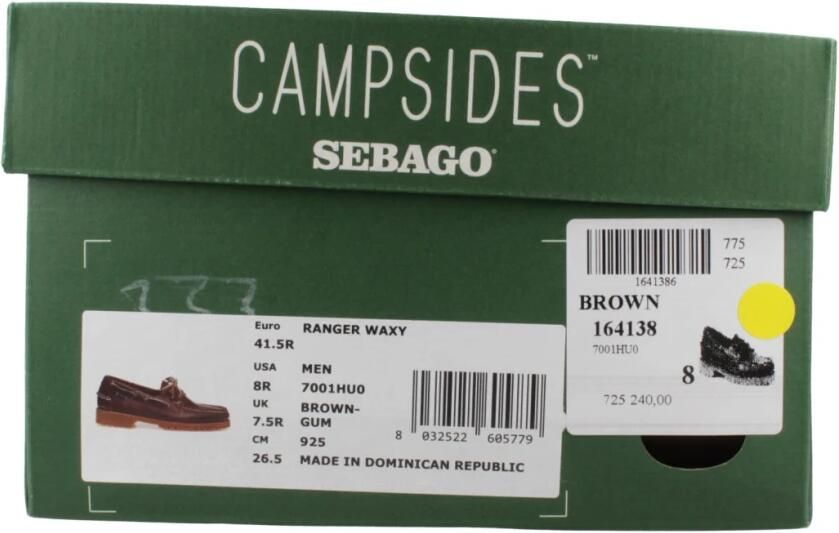 CAMPSIDES™
SEBAGO®
133
Euro RANGER WAXY
41.5R
USA MEN
8R 7001HU0
UK BROWN-
7.5R GUM
CM 925
26.5 MADE IN DOMINICAN REPUBLIC
8 032522 605779
775
725
1641386
BROWN
164138
7001HU0
8
725 240,00